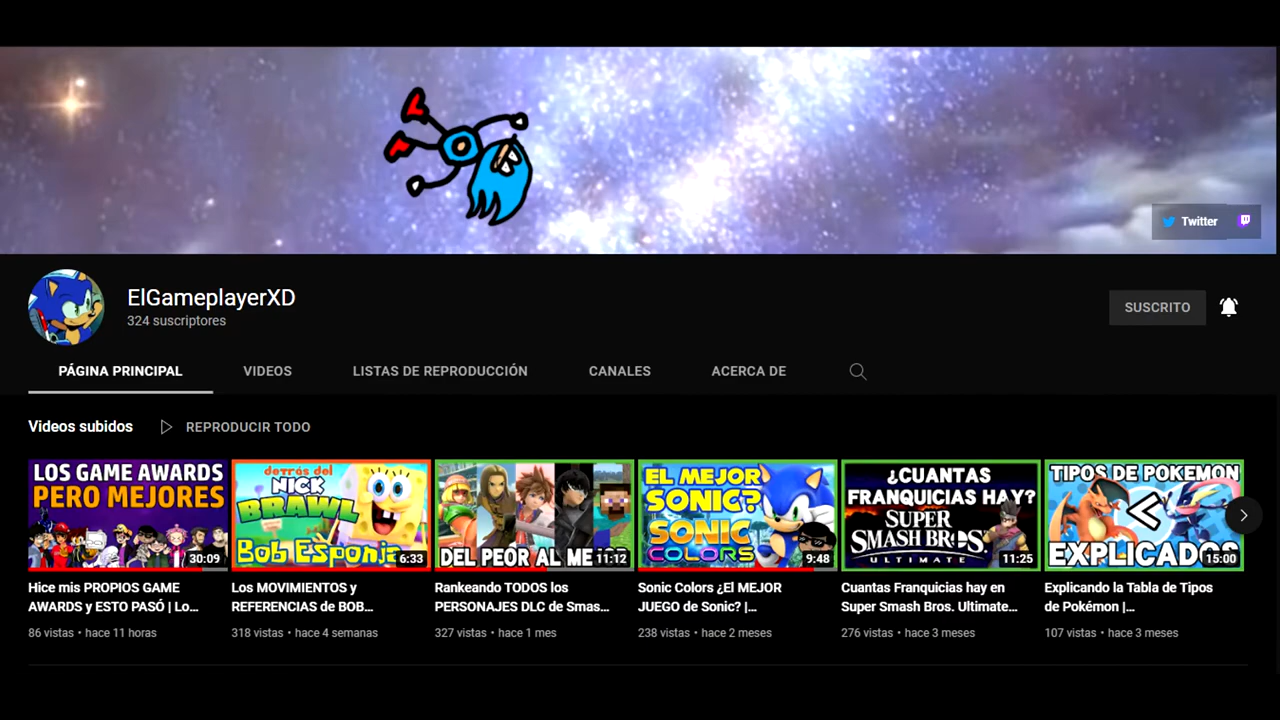 Twitter
ElGameplayerXD
324 suscriptores
SUSCRITO
PÁGINA PRINCIPAL
VIDEOS
LISTAS DE REPRODUCCIÓN
CANALES
ACERCA DE
Videos subidos
REPRODUCIR TODO
LOS GAME AWARDS
PERO MEJORES
30:09
Hice mis PROPIOS GAME
AWARDS y ESTO PASÓ | Lo...
86 vistas • hace 11 horas
detrás del
NICK
BRAWL
Bob Esponja
6:33
Los MOVIMIENTOS y
REFERENCIAS de BOB...
318 vistas • hace 4 semanas
DEL PEOR AL ME
11:12
Rankeando TODOS los
PERSONAJES DLC de Smas...
327 vistas • hace 1 mes
EL MEJOR
SONIC?
SONIC
COLORS
9:48
Sonic Colors ¿El MEJOR
JUEGO de Sonic? |...
238 vistas • hace 2 meses
¿CUANTAS
FRANQUICIAS HAY?
SUPER
SMASH BROS.
ULTIMATE
11:25
Cuantas Franquicias hay en
Super Smash Bros. Ultimate...
276 vistas • hace 3 meses
TIPOS DE POKEMON
<
EXPLICADOS
15:00
Explicando la Tabla de Tipos
de Pokémon |...
107 vistas • hace 3 meses